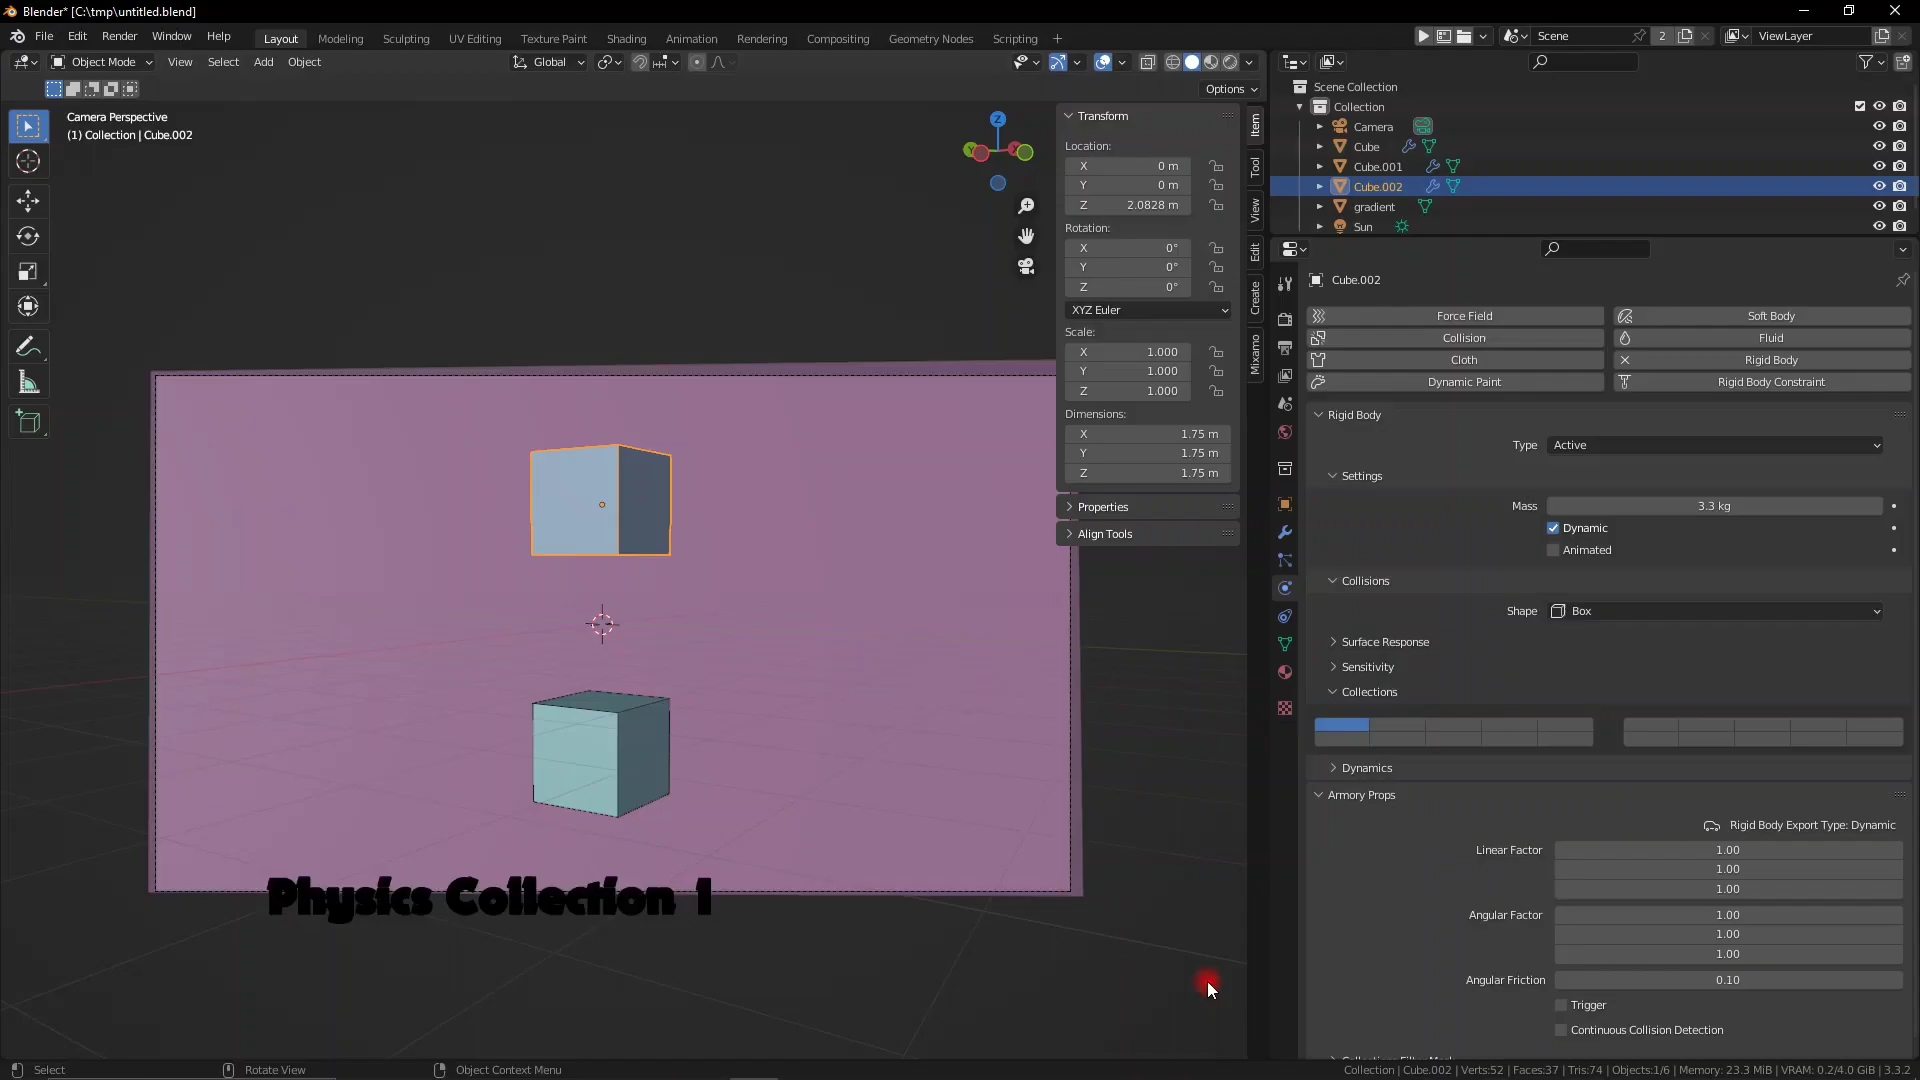 Blender* [C:\tmp\untitled.blend]
File Edit Render Window Help
Layout Modeling Sculpting UV Editing Texture Paint Shading Animation Rendering Compositing Geometry Nodes Scripting +
Scene 2 ViewLayer
Object Mode View Select Add Object Global
Options
Camera Perspective
(1) Collection | Cube.002
Z
Y
X
Transform
Location:
X 0 m
Y 0 m
Z 2.0828 m
Rotation:
X 0°
Y 0°
Z 0°
XYZ Euler
Scale:
X 1.000
Y 1.000
Z 1.000
Dimensions:
X 1.75 m
Y 1.75 m
Z 1.75 m
Properties
Align Tools
Item
Tool
View
Edit
Create
Mixamo
Physics Collection 1
Scene Collection
Collection
Camera
Cube
Cube.001
Cube.002
gradient
Sun
Cube.002
Force Field Soft Body
Collision Fluid
Cloth Rigid Body
Dynamic Paint Rigid Body Constraint
Rigid Body
Type Active
Settings
Mass 3.3 kg
Dynamic
Animated
Collisions
Shape Box
Surface Response
Sensitivity
Collections
Dynamics
Armory Props
Rigid Body Export Type: Dynamic
Linear Factor 1.00
1.00
1.00
Angular Factor 1.00
1.00
1.00
Angular Friction 0.10
Trigger
Continuous Collision Detection
Select Rotate View Object Context Menu
Collection | Cube.002 | Verts:52 | Faces:37 | Tris:74 | Objects:1/6 | Memory: 23.3 MiB | VRAM: 0.2/4.0 GiB | 3.3.2